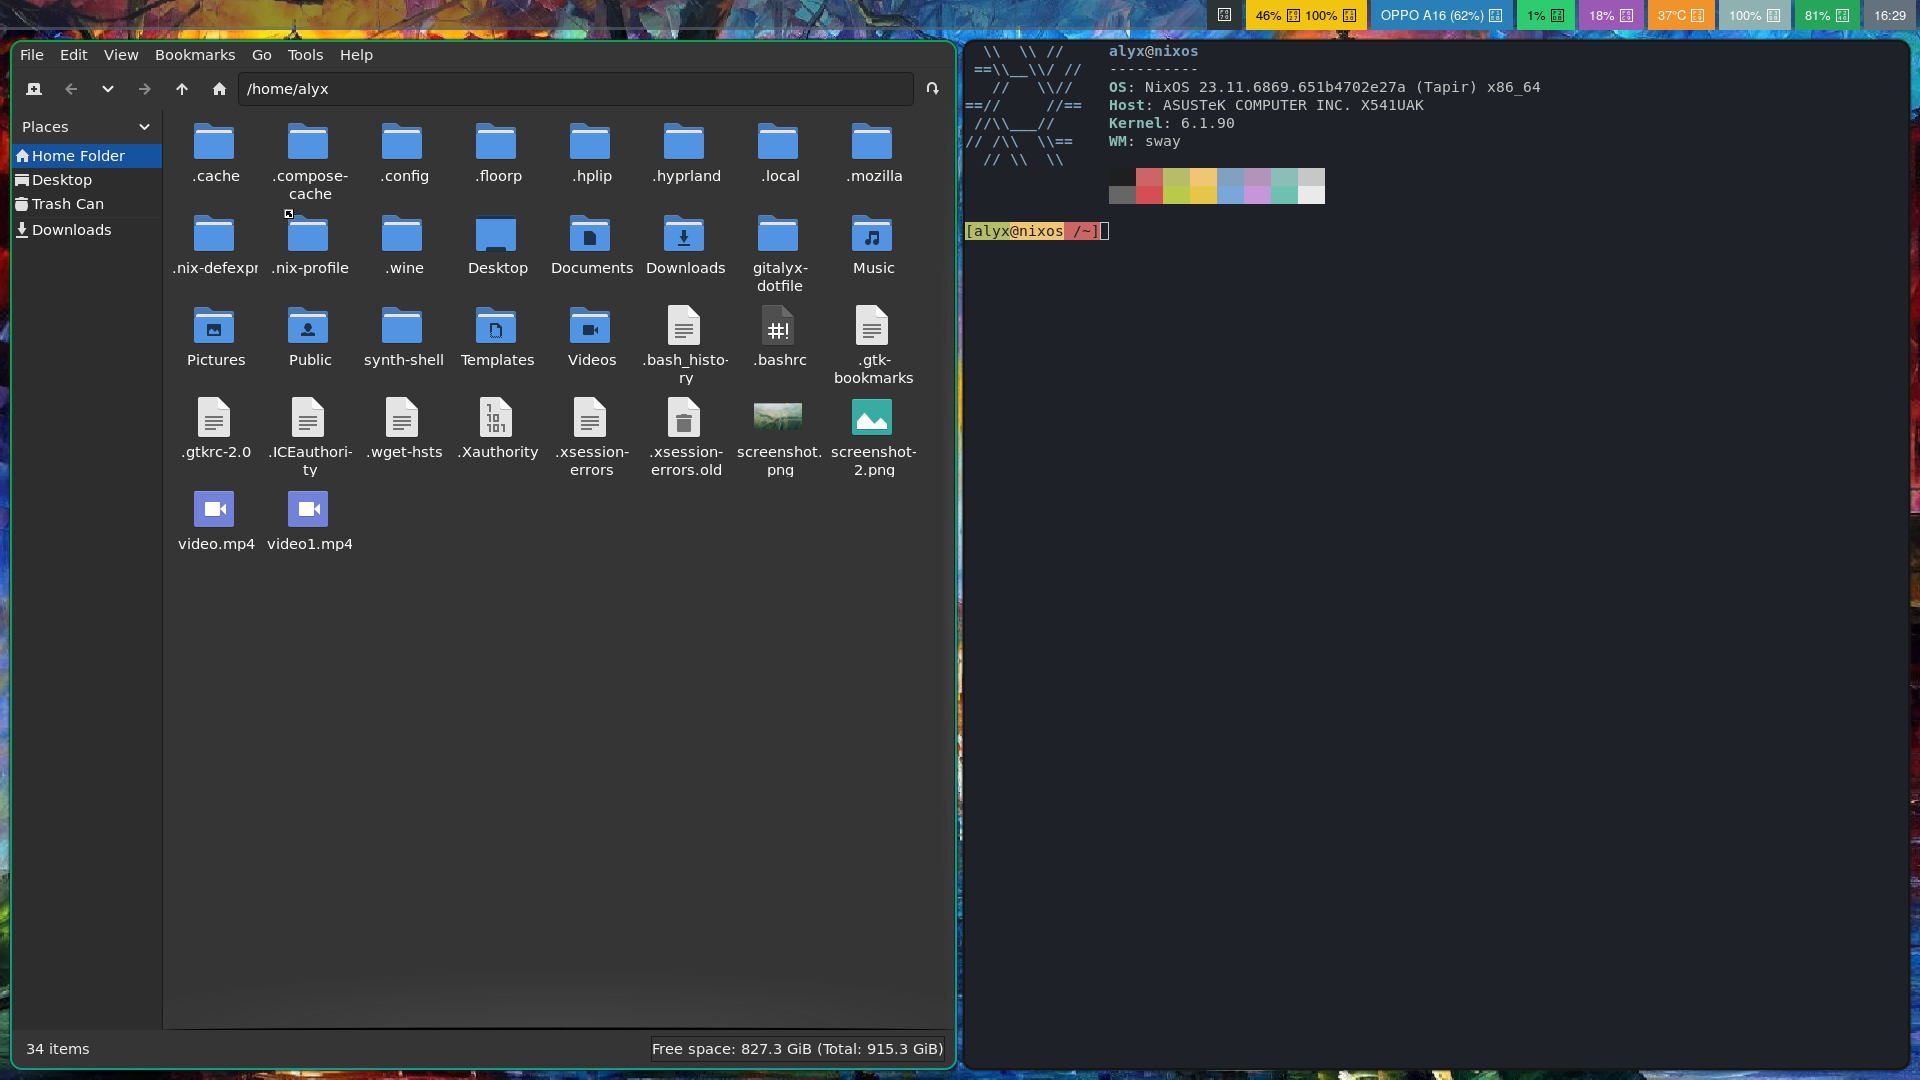 46% 100% OPPO A16 (62%) 1% 18% 37°C 100% 81% 16:29
File Edit View Bookmarks Go Tools Help
/home/alyx
Places
Home Folder
Desktop
Trash Can
Downloads
.cache .compose-cache .config .floorp .hplip .hyprland .local .mozilla
.nix-defexpr .nix-profile .wine Desktop Documents Downloads gitalyx-dotfile Music
Pictures Public synth-shell Templates Videos .bash_history .bashrc .gtk-bookmarks
.gtkrc-2.0 .ICEauthority .wget-hsts .Xauthority .xsession-errors .xsession-errors.old screenshot.png screenshot-2.png
video.mp4 video1.mp4
34 items
Free space: 827.3 GiB (Total: 915.3 GiB)
\\  \\ //
==\\__\\/ //
//   \\//
==//     //==
//\\___//
// /\\  \\==
// \\  \\
alyx@nixos
----------
OS: NixOS 23.11.6869.651b4702e27a (Tapir) x86_64
Host: ASUSTeK COMPUTER INC. X541UAK
Kernel: 6.1.90
WM: sway
[alyx@nixos /~]